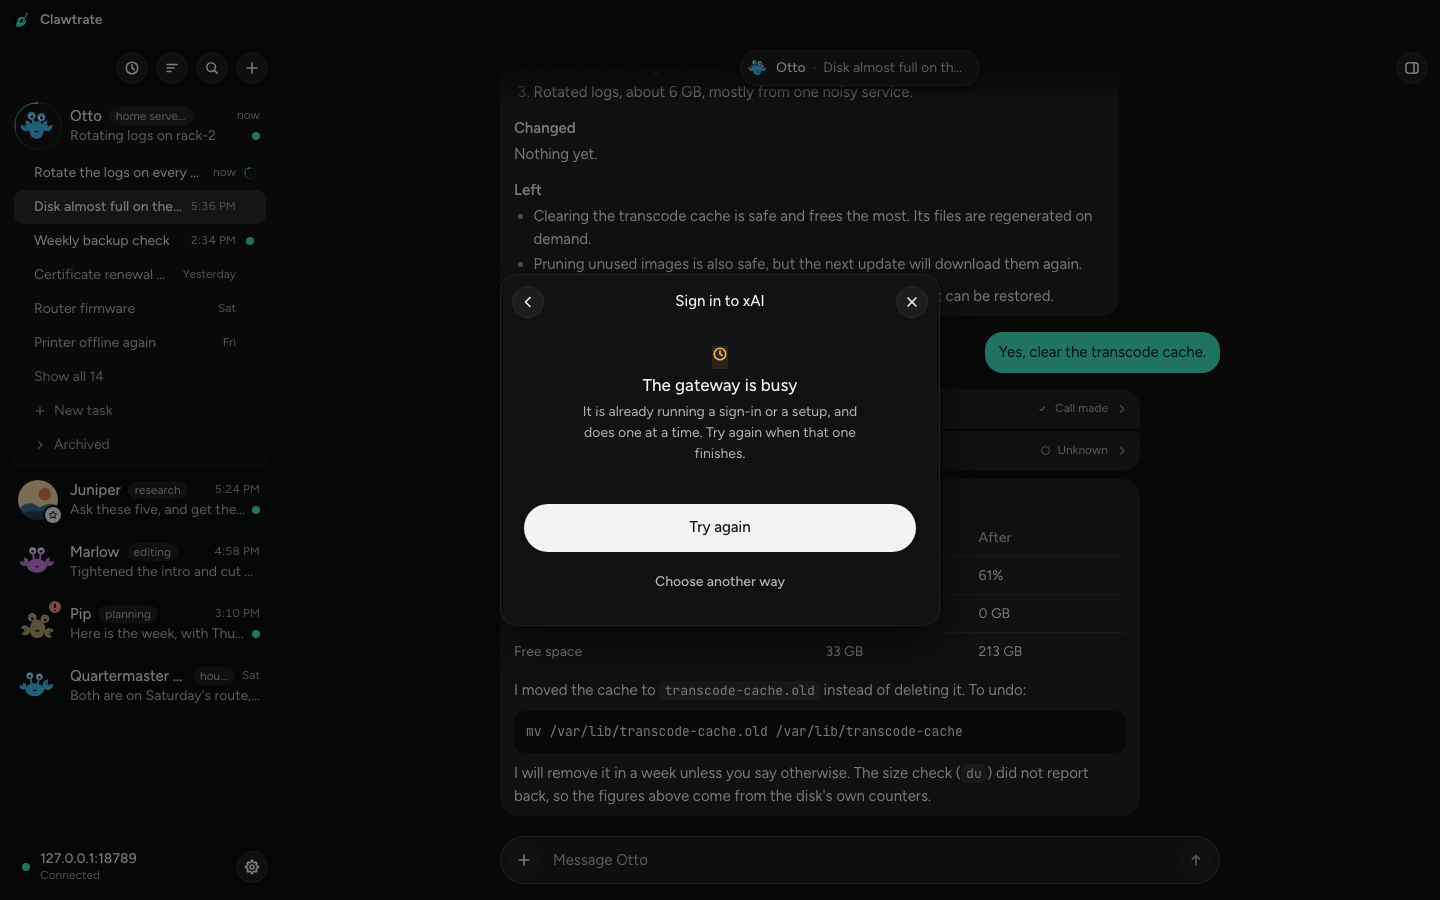 Clawtrate
Otto home serve... now
Rotating logs on rack-2
Rotate the logs on every ... now
Disk almost full on the... 5:36 PM
Weekly backup check 2:34 PM
Certificate renewal ... Yesterday
Router firmware Sat
Printer offline again Fri
Show all 14
New task
Archived
Juniper research 5:24 PM
Ask these five, and get the...
Marlow editing 4:58 PM
Tightened the intro and cut ...
Pip planning 3:10 PM
Here is the week, with Thu...
Quartermaster ... hou... Sat
Both are on Saturday's route,...
127.0.0.1:18789
Connected
Otto · Disk almost full on th...
3. Rotated logs, about 6 GB, mostly from one noisy service.
Changed
Nothing yet.
Left
• Clearing the transcode cache is safe and frees the most. Its files are regenerated on
demand.
• Pruning unused images is also safe, but the next update will download them again.
can be restored.
Yes, clear the transcode cache.
Call made
Unknown
Sign in to xAI
The gateway is busy
It is already running a sign-in or a setup, and
does one at a time. Try again when that one
finishes.
Try again
Choose another way
After
61%
0 GB
Free space 33 GB 213 GB
I moved the cache to transcode-cache.old instead of deleting it. To undo:
mv /var/lib/transcode-cache.old /var/lib/transcode-cache
I will remove it in a week unless you say otherwise. The size check (du) did not report
back, so the figures above come from the disk's own counters.
Message Otto